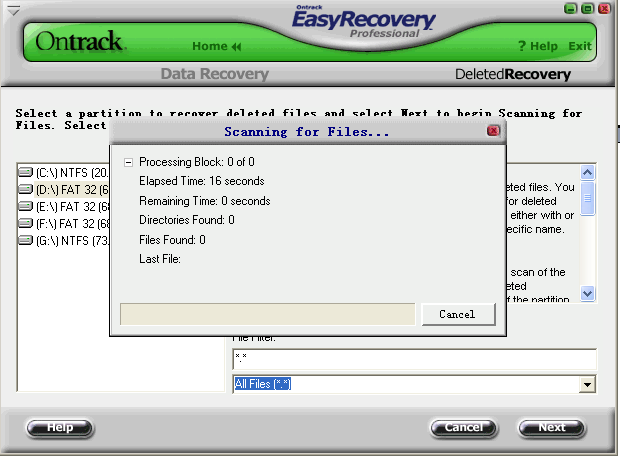 Ontrack
EasyRecovery
Professional
Ontrack
Home
? Help Exit
Data Recovery
DeletedRecovery
Select a partition to recover deleted files and select Next to begin Scanning for
Files. Select
Scanning for Files...
(C:\) NTFS (20.
(D:\) FAT 32 (6
(E:\) FAT 32 (68
(F:\) FAT 32 (68
(G:\) NTFS (73.
Processing Block: 0 of 0
Elapsed Time: 16 seconds
Remaining Time: 0 seconds
Directories Found: 0
Files Found: 0
Last File:
Cancel
eted files. You
for deleted
either with or
ecific name.
scan of the
eted
of the partition
File Filter:
*.*
All Files (*.*)
Help
Cancel
Next